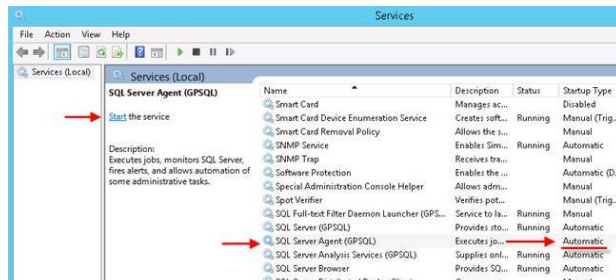 Services
File Action View Help
Services (Local)
Services (Local)
SQL Server Agent (GPSQL)
Start the service
Description:
Executes jobs, monitors SQL Server,
fires alerts, and allows automation of
some administrative tasks.
Name Description Status Startup Type
Smart Card Manages ac... Disabled
Smart Card Device Enumeration Service Creates soft... Running Manual (Trig...
Smart Card Removal Policy Allows the s... Manual
SNMP Service Enables Sim... Running Automatic
SNMP Trap Receives tra... Manual
Software Protection Enables the ... Automatic (D...
Special Administration Console Helper Allows adm... Manual
Spot Verifier Verifies pot... Manual (Trig...
SQL Full-text Filter Daemon Launcher (GPS... Service to la... Running Manual
SQL Server (GPSQL) Provides sto... Running Automatic
SQL Server Agent (GPSQL) Executes jo... Automatic
SQL Server Analysis Services (GPSQL) Supplies onl... Running Automatic
SQL Server Browser Provides SQ... Running Automatic